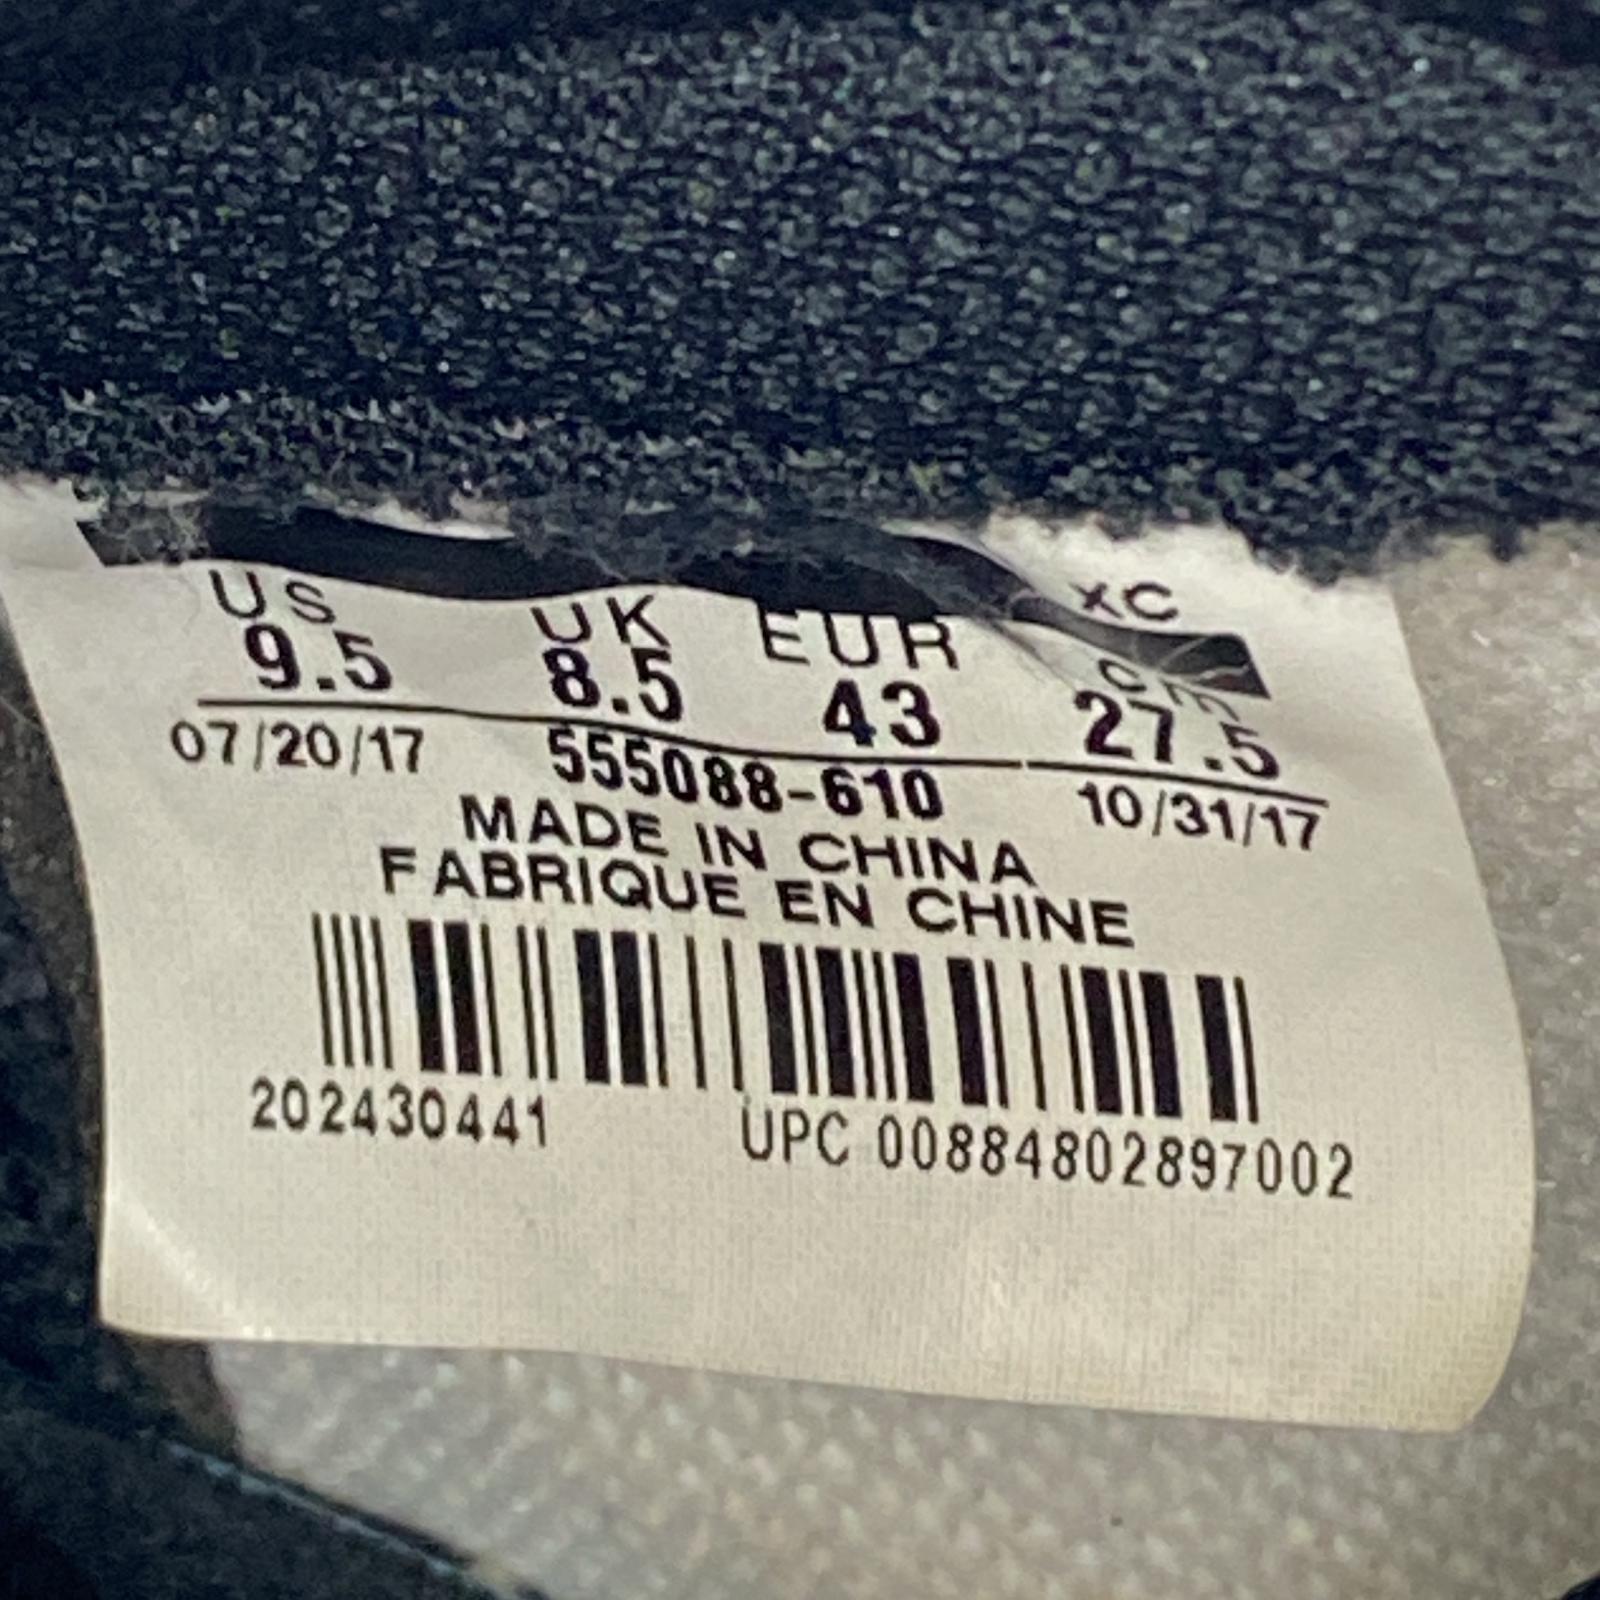 XC
US UK EUR cm
9.5 8.5 43 27.5
07/20/17 555088-610 10/31/17
MADE IN CHINA
FABRIQUE EN CHINE
202430441 UPC 00884802897002